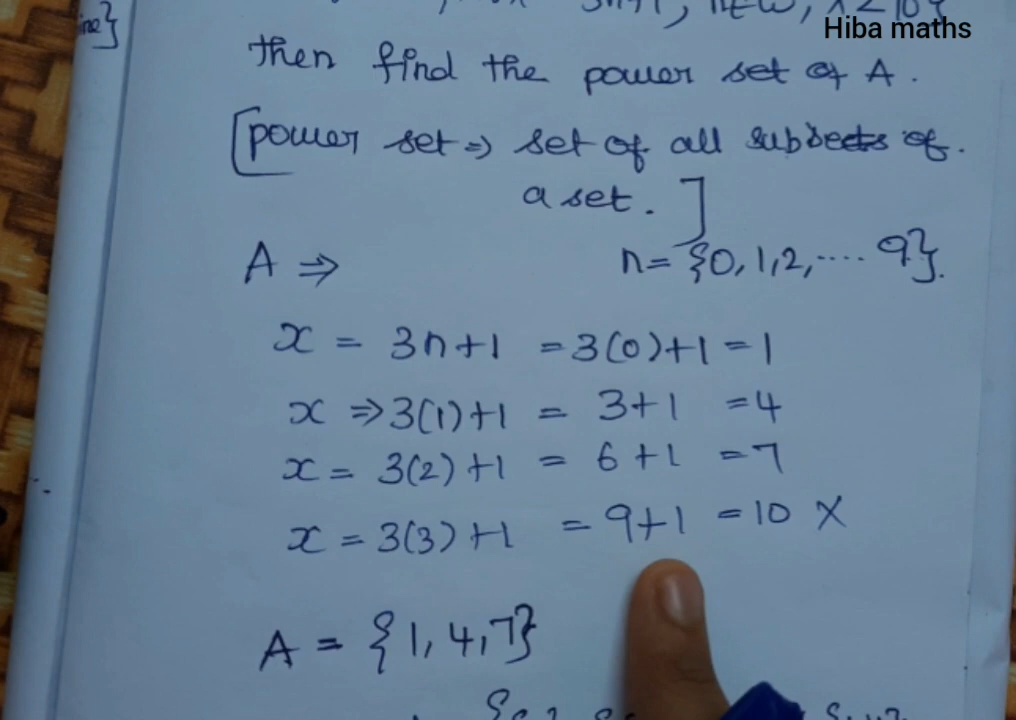 ine}
Hiba maths
then find the power set of A.
[power set ⇒ set of all subsets of.
a set.]
A ⇒ n = {0, 1, 2, .... 9}.
x = 3n+1 = 3(0)+1 = 1
x ⇒ 3(1)+1 = 3+1 = 4
x = 3(2)+1 = 6+1 = 7
x = 3(3)+1 = 9+1 = 10 X
A = {1, 4, 7}